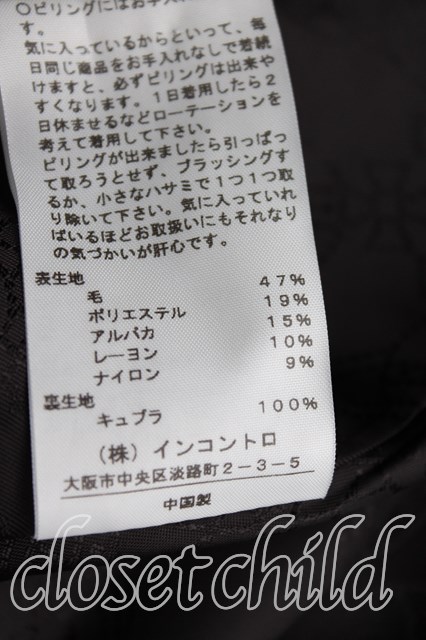 〇ピリングにはお手入
す。
気に入っているからといって、毎
日同じ商品をお手入れなしで着続
けますと、必ずピリングは出来や
すくなります。1日着用したら2
日休ませるなどローテーションを
考えて着用して下さい。
ピリングが出来ましたら引っぱっ
て取ろうとせず、ブラッシングす
るか、小さなハサミで1つ1つ取
り除いて下さい。気に入っていれ
ばいるほどお取扱いにもそれなり
の気づかいが肝心です。
表生地
毛 47%
ポリエステル 19%
アルパカ 15%
レーヨン 10%
ナイロン 9%
裏生地
キュプラ 100%
(株)インコントロ
大阪市中央区淡路町2-3-5
中国製
closetchild